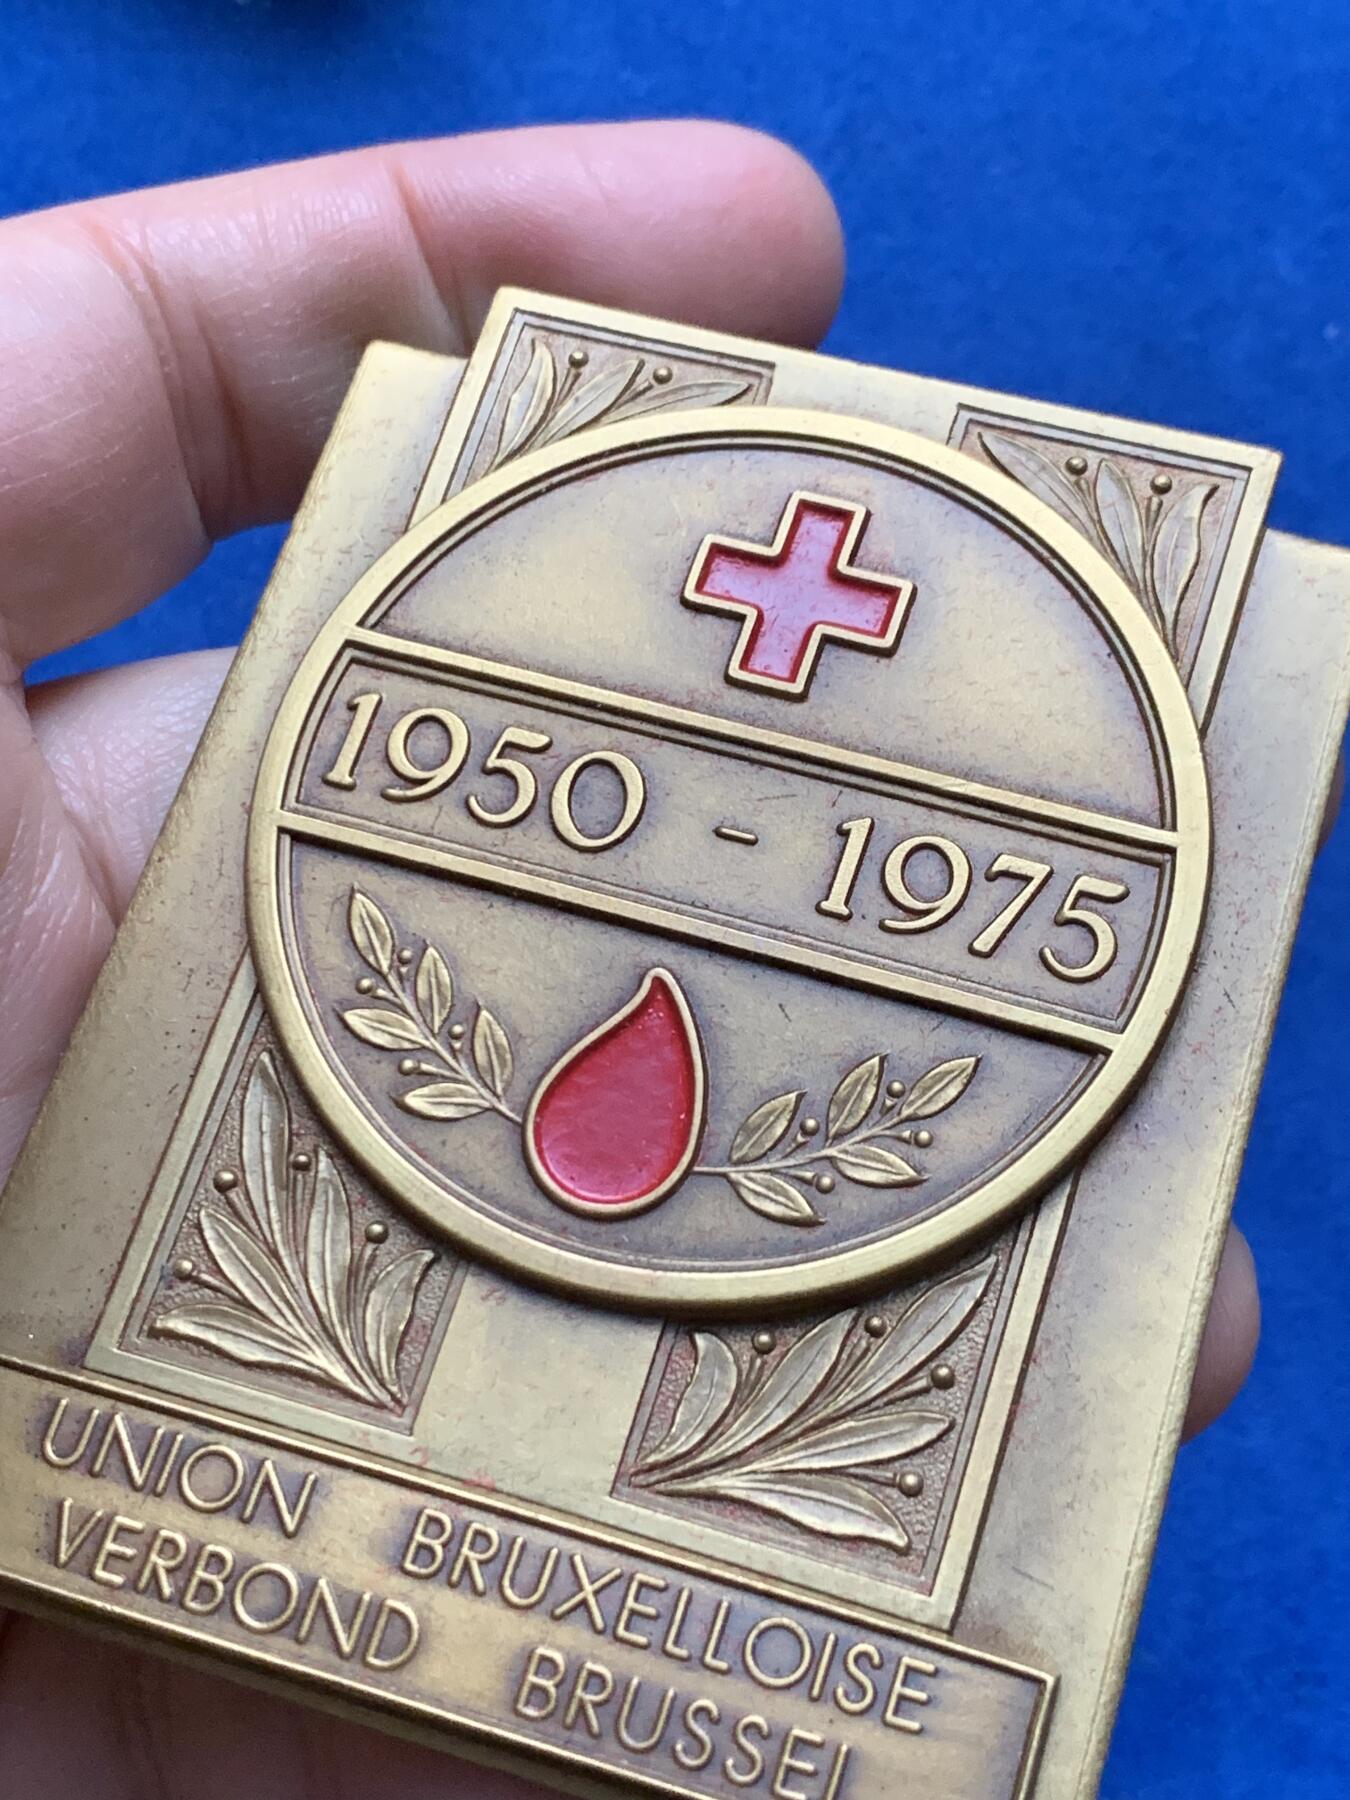 1950 - 1975
UNION BRUXELLOISE
VERBOND BRUSSEL